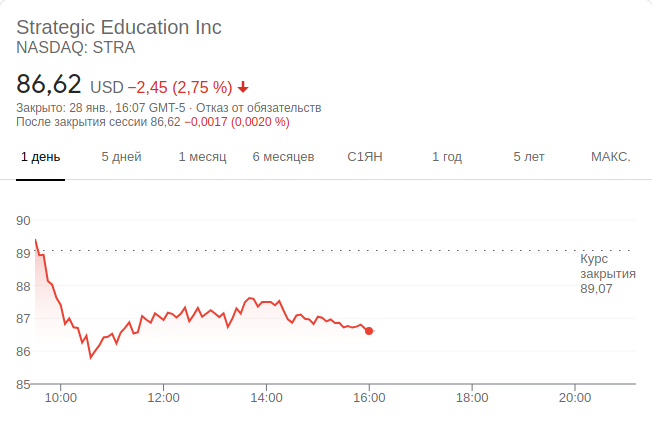 Strategic Education Inc
NASDAQ: STRA
86,62 USD −2,45 (2,75 %)
Закрыто: 28 янв., 16:07 GMT-5 · Отказ от обязательств
После закрытия сессии 86,62 −0,0017 (0,0020 %)
1 день 5 дней 1 месяц 6 месяцев С1ЯН 1 год 5 лет МАКС.
90
89
88
87
86
85
Курс
закрытия
89,07
10:00 12:00 14:00 16:00 18:00 20:00